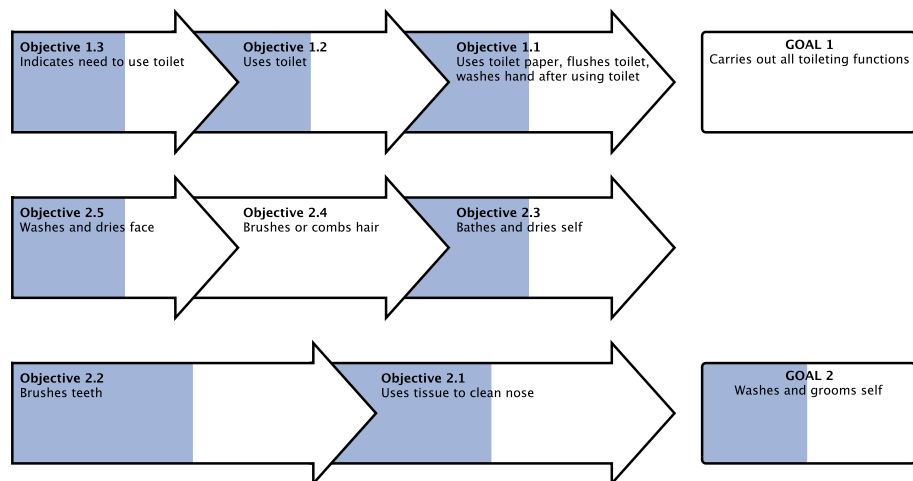 Objective 1.3
Indicates need to use toilet
Objective 1.2
Uses toilet
Objective 1.1
Uses toilet paper, flushes toilet,
washes hand after using toilet
GOAL 1
Carries out all toileting functions
Objective 2.5
Washes and dries face
Objective 2.4
Brushes or combs hair
Objective 2.3
Bathes and dries self
Objective 2.2
Brushes teeth
Objective 2.1
Uses tissue to clean nose
GOAL 2
Washes and grooms self